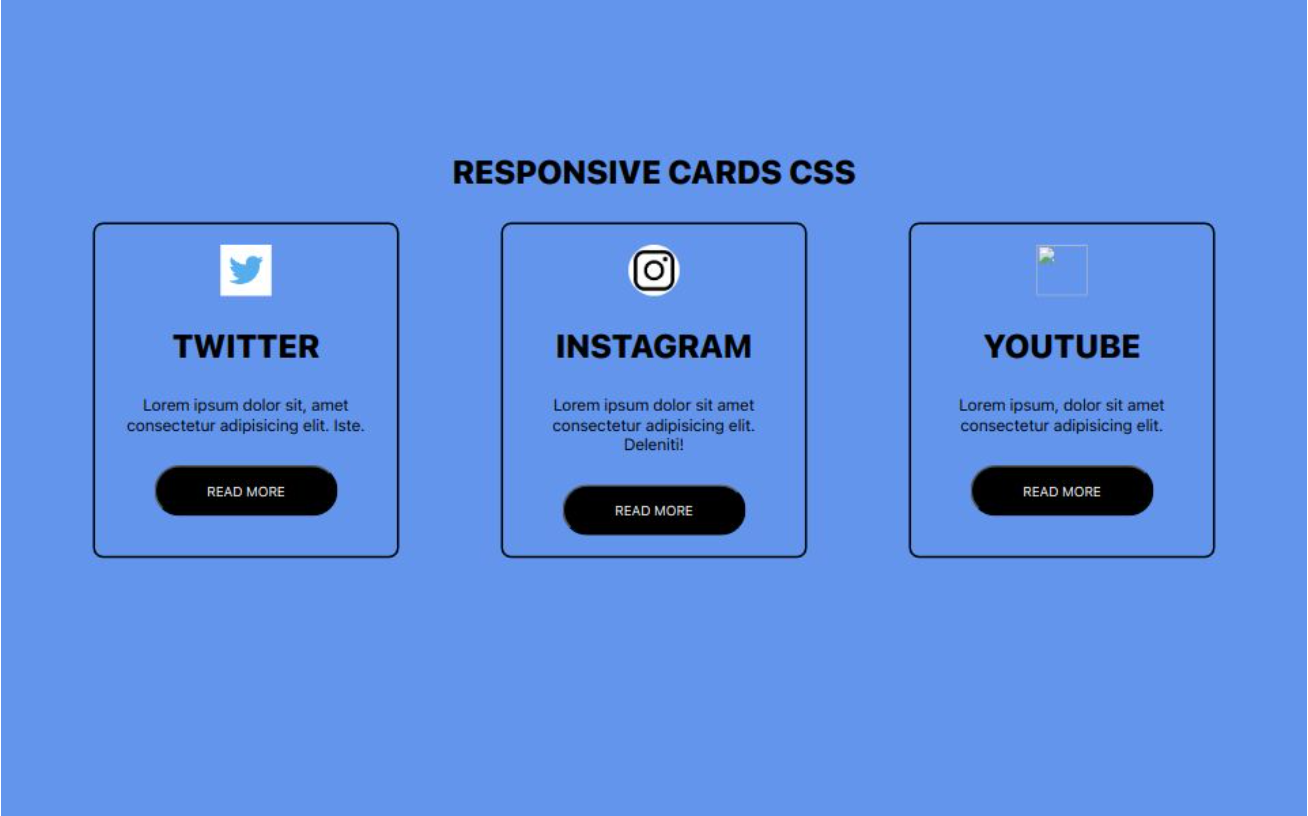 RESPONSIVE CARDS CSS
TWITTER
Lorem ipsum dolor sit, amet
consectetur adipisicing elit. Iste.
READ MORE
INSTAGRAM
Lorem ipsum dolor sit amet
consectetur adipisicing elit.
Deleniti!
READ MORE
YOUTUBE
Lorem ipsum, dolor sit amet
consectetur adipisicing elit.
READ MORE